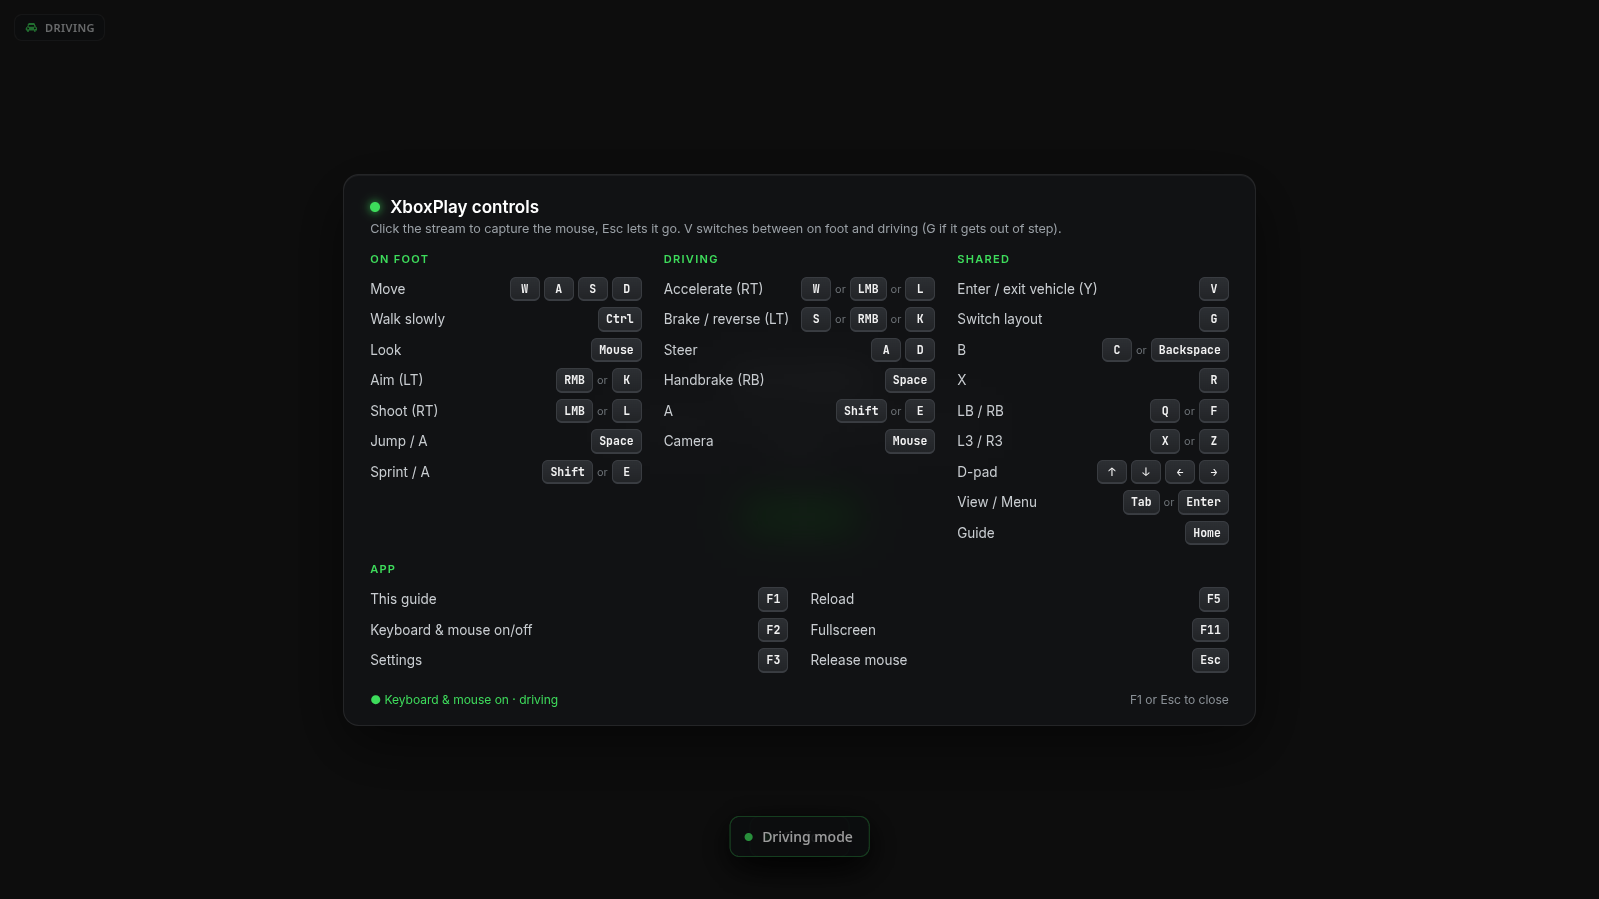 DRIVING
XboxPlay controls
Click the stream to capture the mouse, Esc lets it go. V switches between on foot and driving (G if it gets out of step).
ON FOOT
Move W A S D
Walk slowly Ctrl
Look Mouse
Aim (LT) RMB or K
Shoot (RT) LMB or L
Jump / A Space
Sprint / A Shift or E
DRIVING
Accelerate (RT) W or LMB or L
Brake / reverse (LT) S or RMB or K
Steer A D
Handbrake (RB) Space
A Shift or E
Camera Mouse
SHARED
Enter / exit vehicle (Y) V
Switch layout G
B C or Backspace
X R
LB / RB Q or F
L3 / R3 X or Z
D-pad ↑ ↓ ← →
View / Menu Tab or Enter
Guide Home
APP
This guide F1
Keyboard & mouse on/off F2
Settings F3
Reload F5
Fullscreen F11
Release mouse Esc
Keyboard & mouse on · driving
F1 or Esc to close
Driving mode